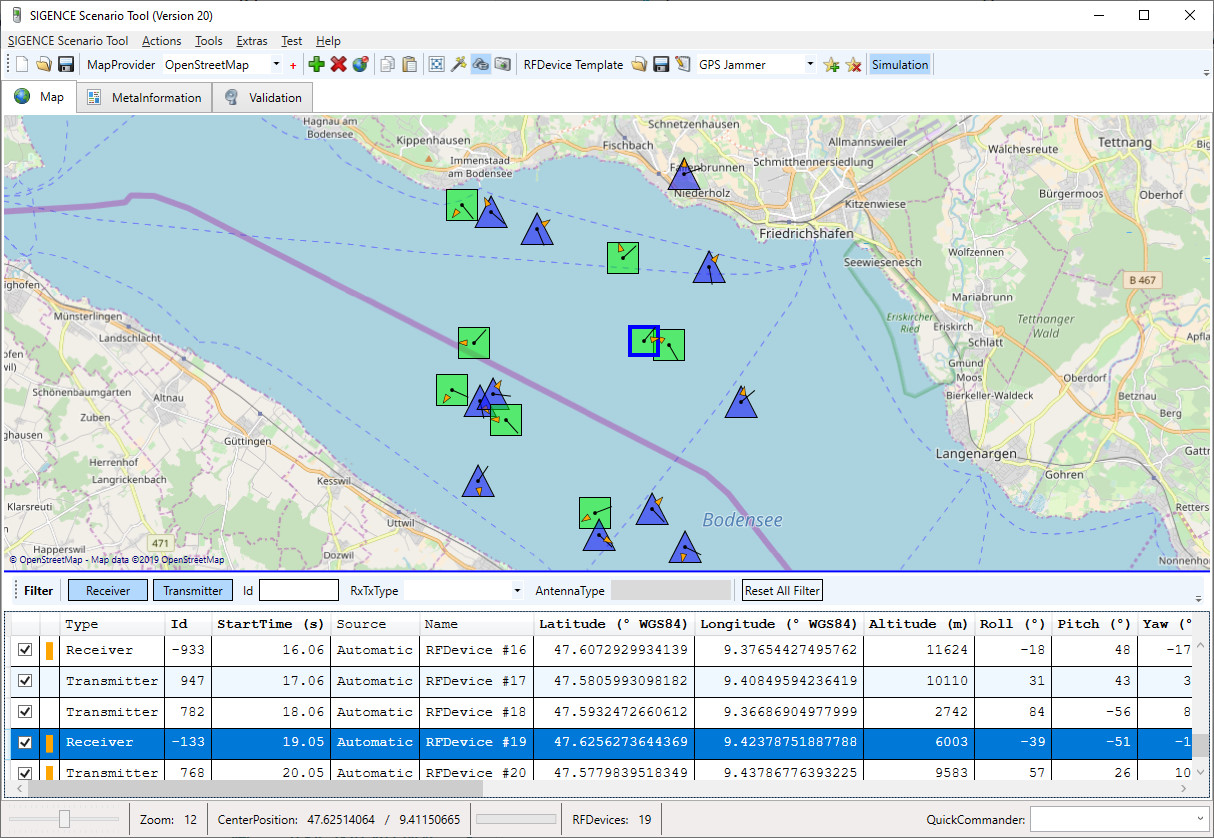 SIGENCE Scenario Tool (Version 20)
SIGENCE Scenario Tool Actions Tools Extras Test Help
MapProvider OpenStreetMap + RFDevice Template GPS Jammer Simulation
Map MetaInformation Validation
Hagnau am
Bodensee
Kippenhausen
Immenstaad
am Bodensee
Schnetzenhausen
Fischbach
Allmannsweiler
Schmitthennersiedlung
Niederholz
Kitzenwiese
Friedrichshafen
Seewiesenesch
Walchesreute
Tettnang
Bürgermoos
Oberhof
Wolfzennen
B 467
Mariabrunn
Eriskircher
Ried
Eriskirch
Tettnanger
Wald
Schlatt
Gmünd
Moos
Oberdorf
Bierkeller-Waldeck
Betznau
Berg
Langenargen
Gohren
Retters
Nonnenho
Münsterlingen
Landschlacht
Schönenbaumgarten
Altnau
Zuben
Güttingen
Herrenhof
Langrickenbach
Kesswil
Klarsreuti
Uttwil
Happerswil
471
Dozwil
Bodensee
© OpenStreetMap - Map data ©2019 OpenStreetMap
Filter Receiver Transmitter Id RxTxType AntennaType Reset All Filter
Type Id StartTime (s) Source Name Latitude (° WGS84) Longitude (° WGS84) Altitude (m) Roll (°) Pitch (°) Yaw (°
Receiver -933 16.06 Automatic RFDevice #16 47.6072929934139 9.37654427495762 11624 -18 48 -17
Transmitter 947 17.06 Automatic RFDevice #17 47.5805993098182 9.40849594236419 10110 31 43 3
Transmitter 782 18.06 Automatic RFDevice #18 47.5932472660612 9.36686904977999 2742 84 -56 8
Receiver -133 19.05 Automatic RFDevice #19 47.6256273644369 9.42378751887788 6003 -39 -51 -1
Transmitter 768 20.05 Automatic RFDevice #20 47.5779839518349 9.43786776393225 9583 57 26 10
Zoom: 12 CenterPosition: 47.62514064 / 9.41150665 RFDevices: 19 QuickCommander: